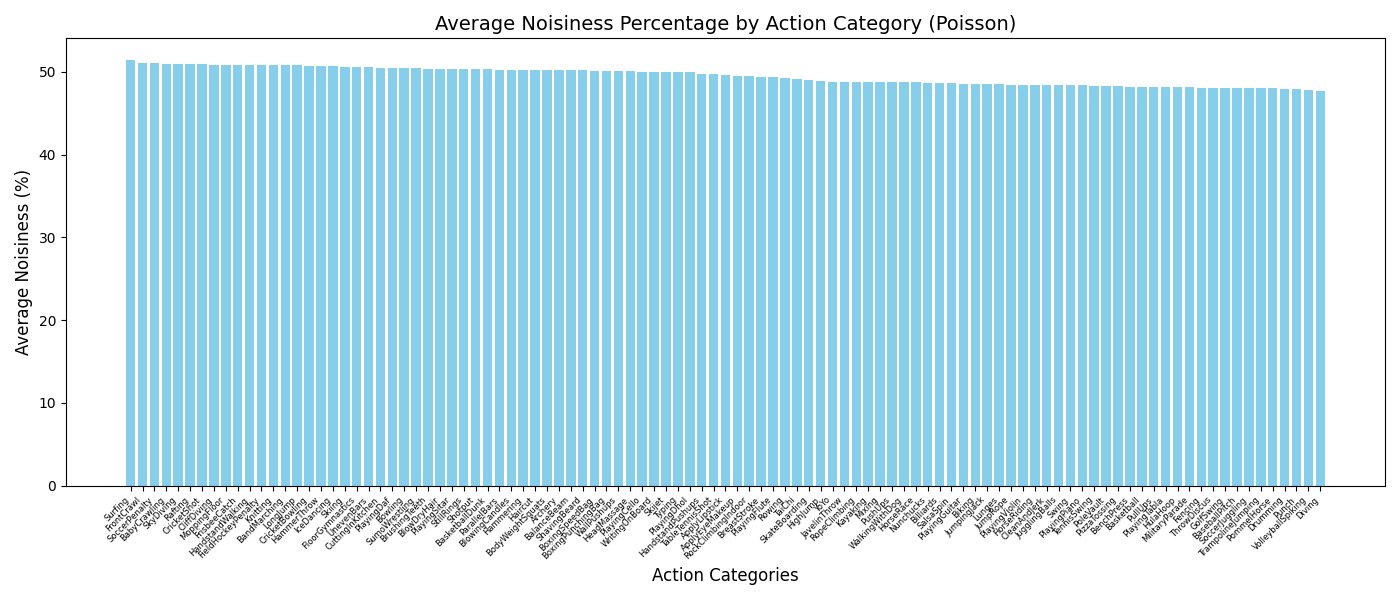 Average Noisiness Percentage by Action Category (Poisson)
Average Noisiness (%)
50
40
30
20
10
0
Surfing
FrontCrawl
SoccerPenalty
BabyCrawling
SkyDiving
Rafting
CricketShot
CliffDiving
MoppingFloor
FrisbeeCatch
HandstandWalking
FieldHockeyPenalty
Knitting
BandMarching
LongJump
CricketBowling
HammerThrow
IceDancing
Skiing
FloorGymnastics
UnevenBars
CuttingInKitchen
PlayingDaf
Bowling
SumoWrestling
BrushingTeeth
BlowDryHair
PlayingSitar
StillRings
Shotput
BasketballDunk
ParallelBars
BlowingCandles
Hammering
Haircut
BodyWeightSquats
Archery
BalanceBeam
ShavingBeard
BoxingSpeedBag
BoxingPunchingBag
WallPushups
HeadMassage
PlayingCello
WritingOnBoard
Skijet
Typing
PlayingDhol
HandstandPushups
TableTennisShot
ApplyLipstick
ApplyEyeMakeup
RockClimbingIndoor
BreastStroke
PlayingFlute
Rowing
TaiChi
SkateBoarding
HighJump
YoYo
JavelinThrow
RopeClimbing
Kayaking
Mixing
PushUps
WalkingWithDog
HorseRace
Nunchucks
Billiards
SalsaSpin
PlayingGuitar
Biking
JumpingJack
Lunges
JumpRope
PlayingViolin
HorseRiding
CleanAndJerk
JugglingBalls
Swing
PlayingPiano
TennisSwing
PoleVault
PizzaTossing
BenchPress
Basketball
PullUps
PlayingTabla
HulaHoop
MilitaryParade
Fencing
ThrowDiscus
GolfSwing
BaseballPitch
SoccerJuggling
TrampolineJumping
PommelHorse
Drumming
Punch
VolleyballSpiking
Diving
Action Categories